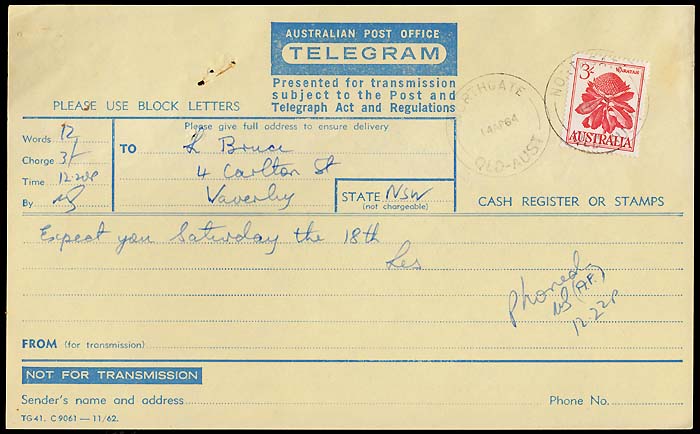 AUSTRALIAN POST OFFICE
TELEGRAM
Presented for transmission
subject to the Post and
Telegraph Act and Regulations
PLEASE USE BLOCK LETTERS
Please give full address to ensure delivery
Words 12
Charge 3/-
Time 12.20p
By
TO
L Bruce
4 Carlton St
Waverley
STATE NSW
(not chargeable)
THGATE
14AP64
QLD-AUST
3/-
WARATAH
AUSTRALIA
CASH REGISTER OR STAMPS
Expect you Saturday the 18th
Les
phoned
(A.F.)
12.22p
FROM (for transmission)
NOT FOR TRANSMISSION
Sender's name and address
Phone No.
TG41. C9061—11/62.